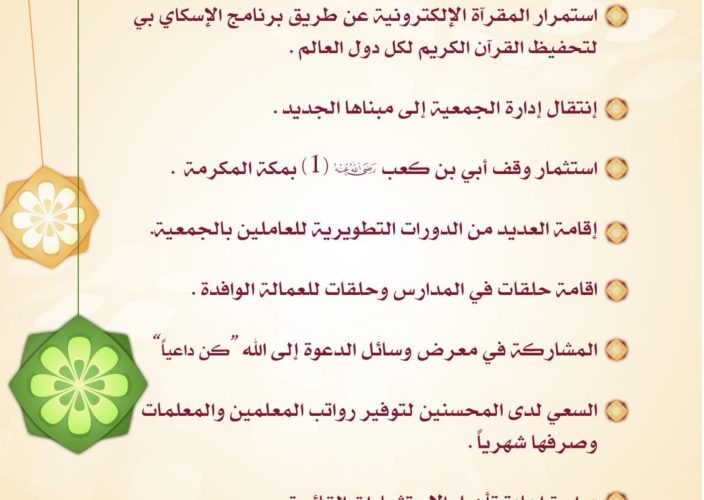 استمرار المقرآة الإلكترونية عن طريق برنامج الإسكاي بي
لتحفيظ القرآن الكريم لكل دول العالم .
إنتقال إدارة الجمعية إلى مبناها الجديد .
استثمار وقف أبي بن كعب رضي الله عنه (1) بمكة المكرمة .
إقامة العديد من الدورات التطويرية للعاملين بالجمعية.
اقامة حلقات في المدارس وحلقات للعمالة الوافدة .
المشاركة في معرض وسائل الدعوة إلى الله "كن داعياً"
السعي لدى المحسنين لتوفير رواتب المعلمين والمعلمات
وصرفها شهرياً .